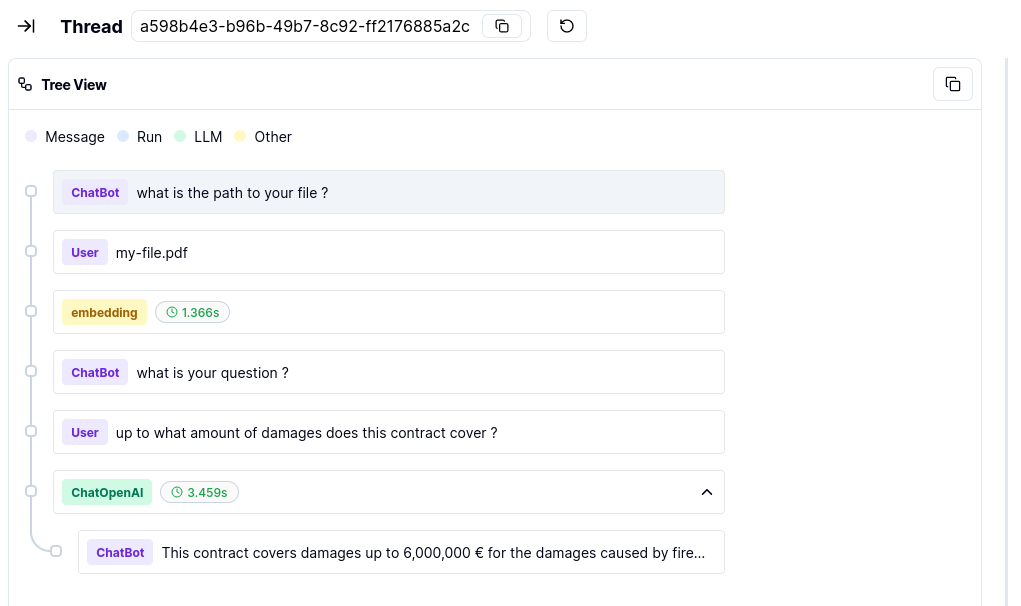 Thread a598b4e3-b96b-49b7-8c92-ff2176885a2c
Tree View
Message Run LLM Other
ChatBot what is the path to your file ?
User my-file.pdf
embedding 1.366s
ChatBot what is your question ?
User up to what amount of damages does this contract cover ?
ChatOpenAI 3.459s
ChatBot This contract covers damages up to 6,000,000 € for the damages caused by fire...